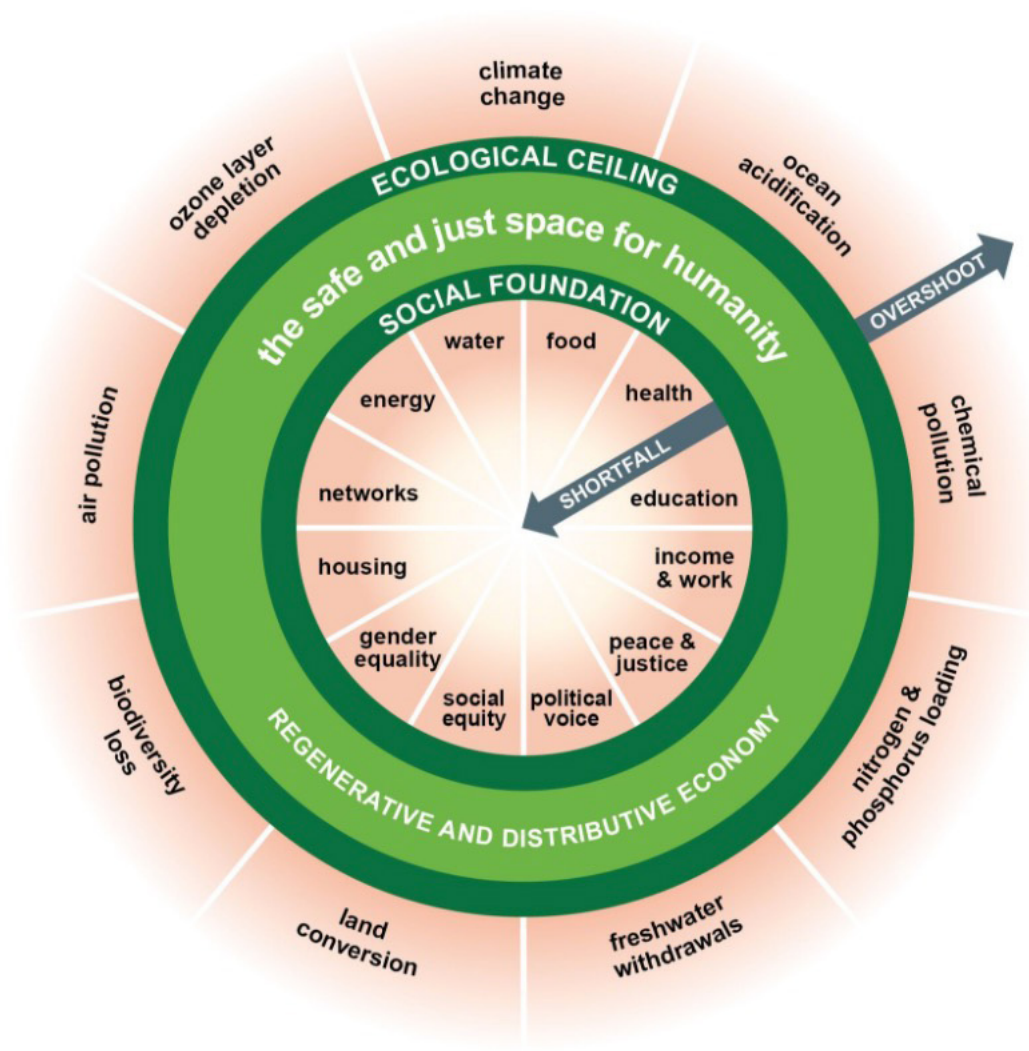 climate
change
ozone layer
depletion
ocean
acidification
ECOLOGICAL CEILING
the safe and just space for humanity
OVERSHOOT
SOCIAL FOUNDATION
water
food
energy
health
SHORTFALL
air pollution
chemical
pollution
networks
education
housing
income
& work
gender
equality
peace &
justice
social
equity
political
voice
biodiversity
loss
nitrogen &
phosphorus loading
REGENERATIVE AND DISTRIBUTIVE ECONOMY
land
conversion
freshwater
withdrawals